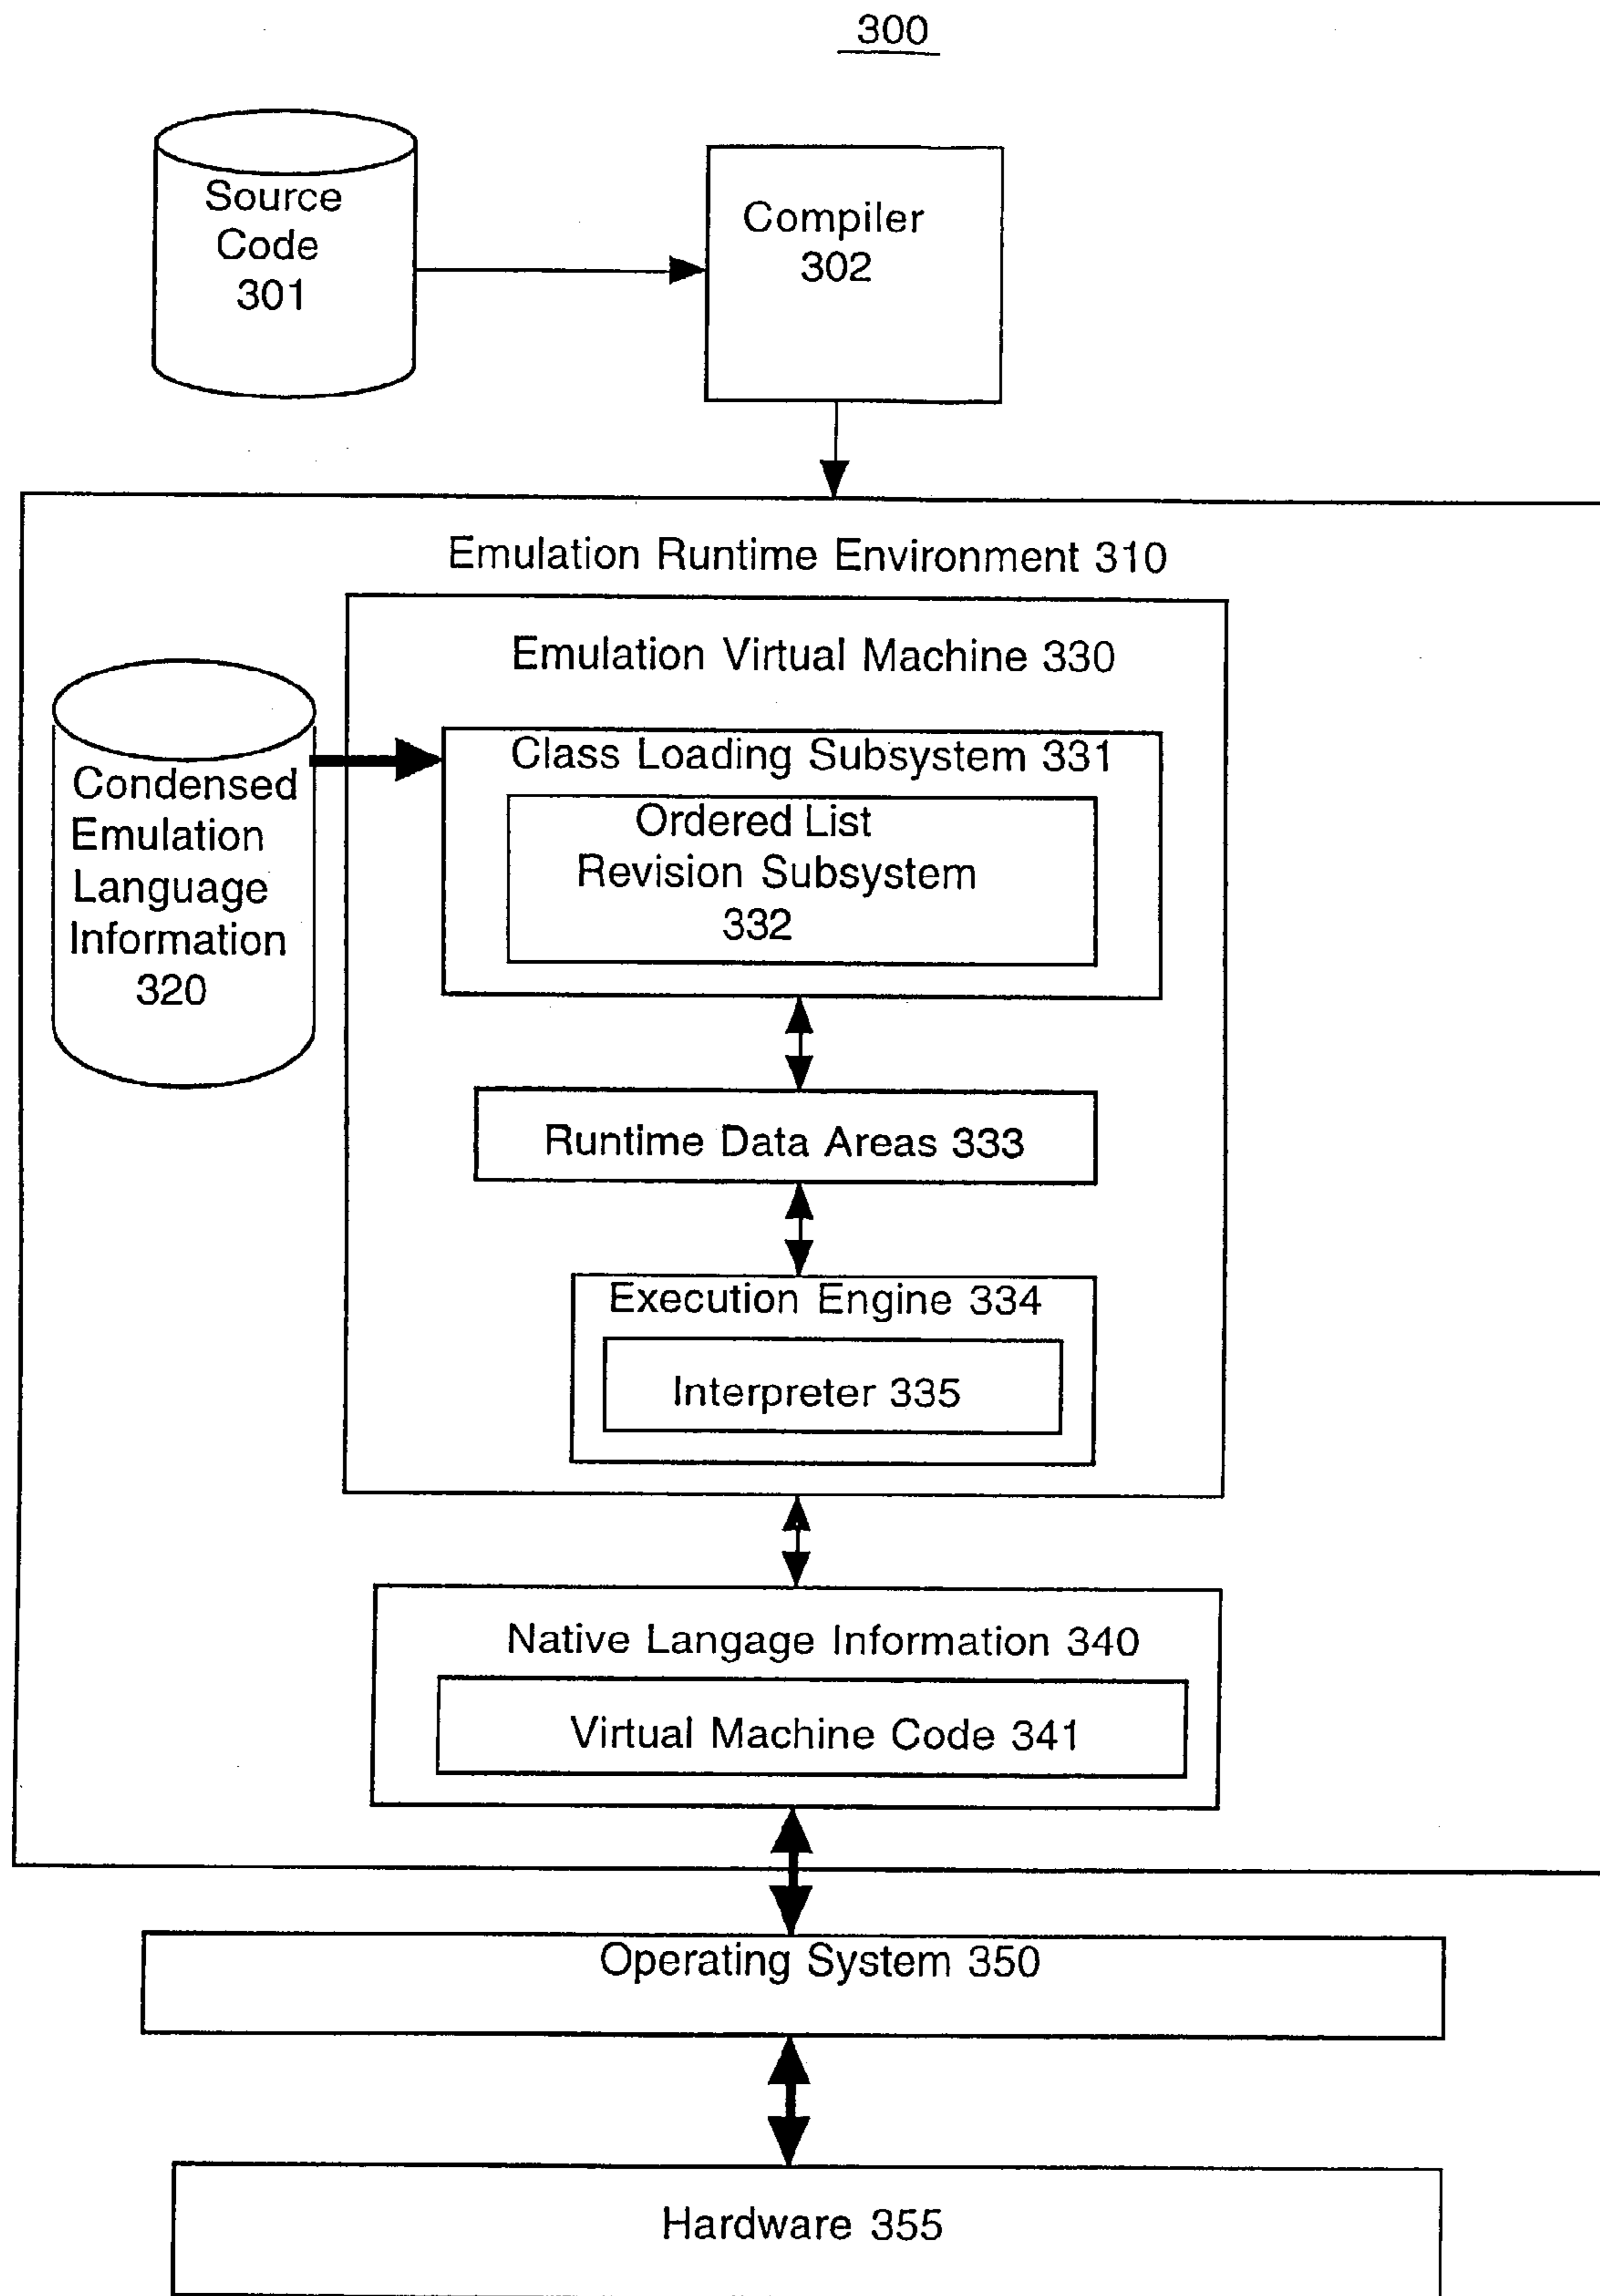 300
Source
Code
301
Compiler
302
Emulation Runtime Environment 310
Emulation Virtual Machine 330
Class Loading Subsystem 331
Ordered List
Revision Subsystem
332
Condensed
Emulation
Language
Information
320
Runtime Data Areas 333
Execution Engine 334
Interpreter 335
Native Langage Information 340
Virtual Machine Code 341
Operating System 350
Hardware 355